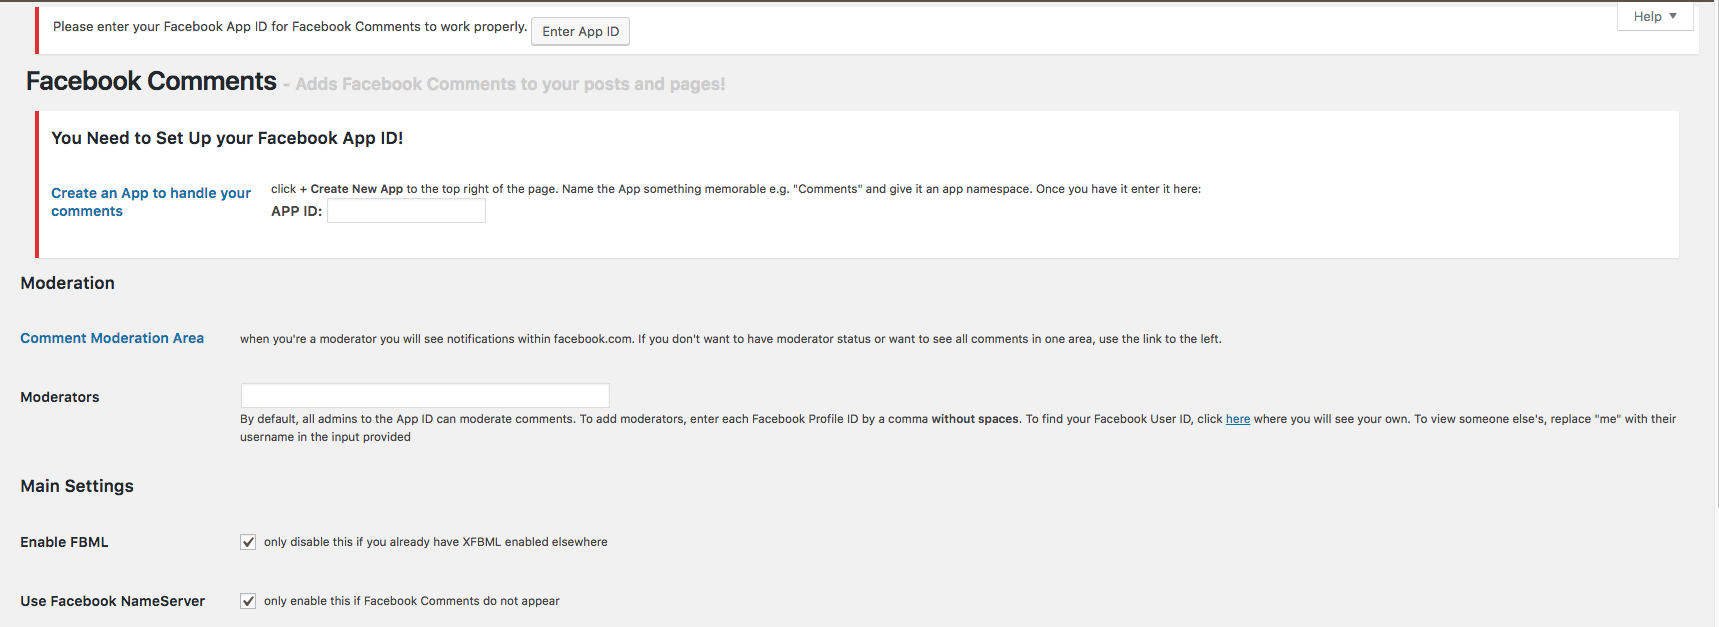 Please enter your Facebook App ID for Facebook Comments to work properly. Enter App ID
Help
Facebook Comments - Adds Facebook Comments to your posts and pages!
You Need to Set Up your Facebook App ID!
Create an App to handle your comments
click + Create New App to the top right of the page. Name the App something memorable e.g. "Comments" and give it an app namespace. Once you have it enter it here:
APP ID:
Moderation
Comment Moderation Area
when you're a moderator you will see notifications within facebook.com. If you don't want to have moderator status or want to see all comments in one area, use the link to the left.
Moderators
By default, all admins to the App ID can moderate comments. To add moderators, enter each Facebook Profile ID by a comma without spaces. To find your Facebook User ID, click here where you will see your own. To view someone else's, replace "me" with their
username in the input provided
Main Settings
Enable FBML
only disable this if you already have XFBML enabled elsewhere
Use Facebook NameServer
only enable this if Facebook Comments do not appear